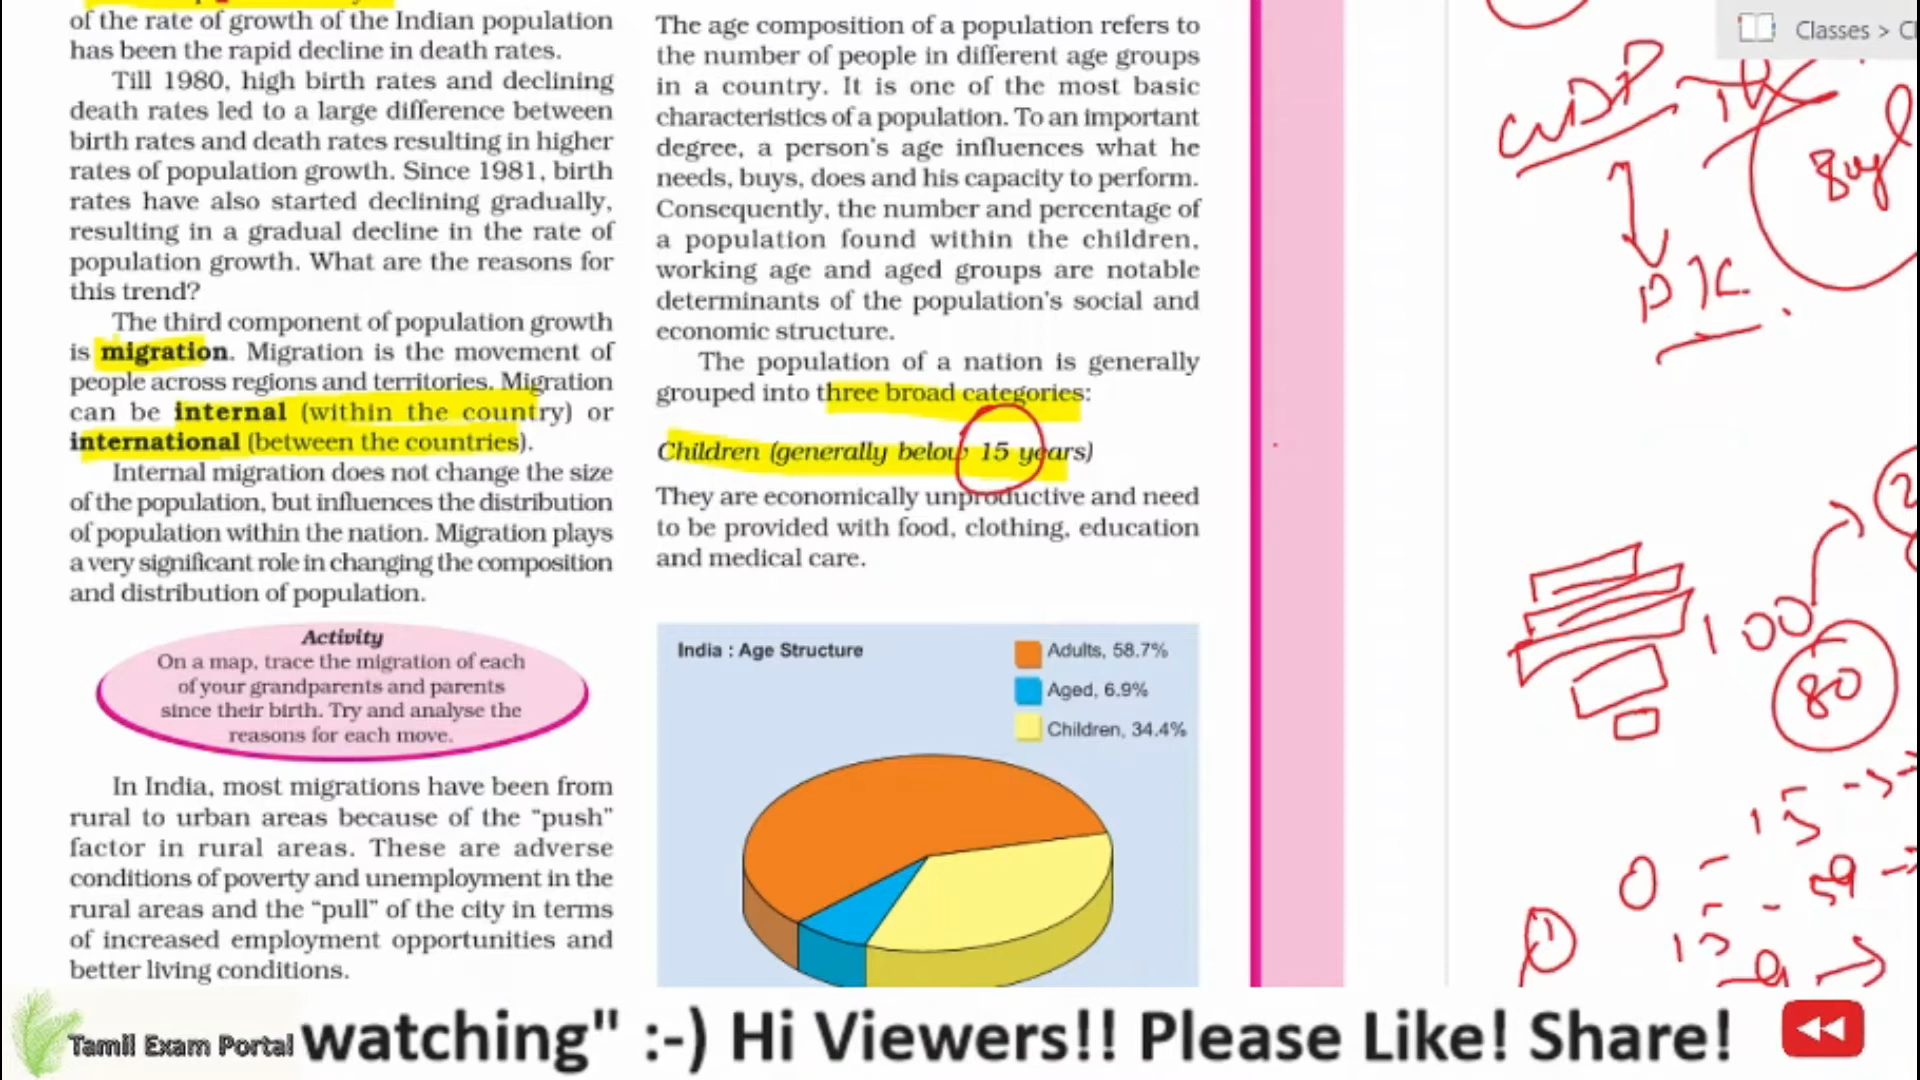 of the rate of growth of the Indian population
has been the rapid decline in death rates.
Till 1980, high birth rates and declining
death rates led to a large difference between
birth rates and death rates resulting in higher
rates of population growth. Since 1981, birth
rates have also started declining gradually,
resulting in a gradual decline in the rate of
population growth. What are the reasons for
this trend?
The third component of population growth
is migration. Migration is the movement of
people across regions and territories. Migration
can be internal (within the country) or
international (between the countries).
Internal migration does not change the size
of the population, but influences the distribution
of population within the nation. Migration plays
a very significant role in changing the composition
and distribution of population.
Activity
On a map, trace the migration of each
of your grandparents and parents
since their birth. Try and analyse the
reasons for each move.
In India, most migrations have been from
rural to urban areas because of the “push”
factor in rural areas. These are adverse
conditions of poverty and unemployment in the
rural areas and the “pull” of the city in terms
of increased employment opportunities and
better living conditions.
The age composition of a population refers to
the number of people in different age groups
in a country. It is one of the most basic
characteristics of a population. To an important
degree, a person’s age influences what he
needs, buys, does and his capacity to perform.
Consequently, the number and percentage of
a population found within the children,
working age and aged groups are notable
determinants of the population’s social and
economic structure.
The population of a nation is generally
grouped into three broad categories:
Children (generally below 15 years)
They are economically unproductive and need
to be provided with food, clothing, education
and medical care.
India : Age Structure
Adults, 58.7%
Aged, 6.9%
Children, 34.4%
Classes >
GDP
100
80
0 - 15
15 - 59
Tamil Exam Portal
watching" :-) Hi Viewers!! Please Like! Share!